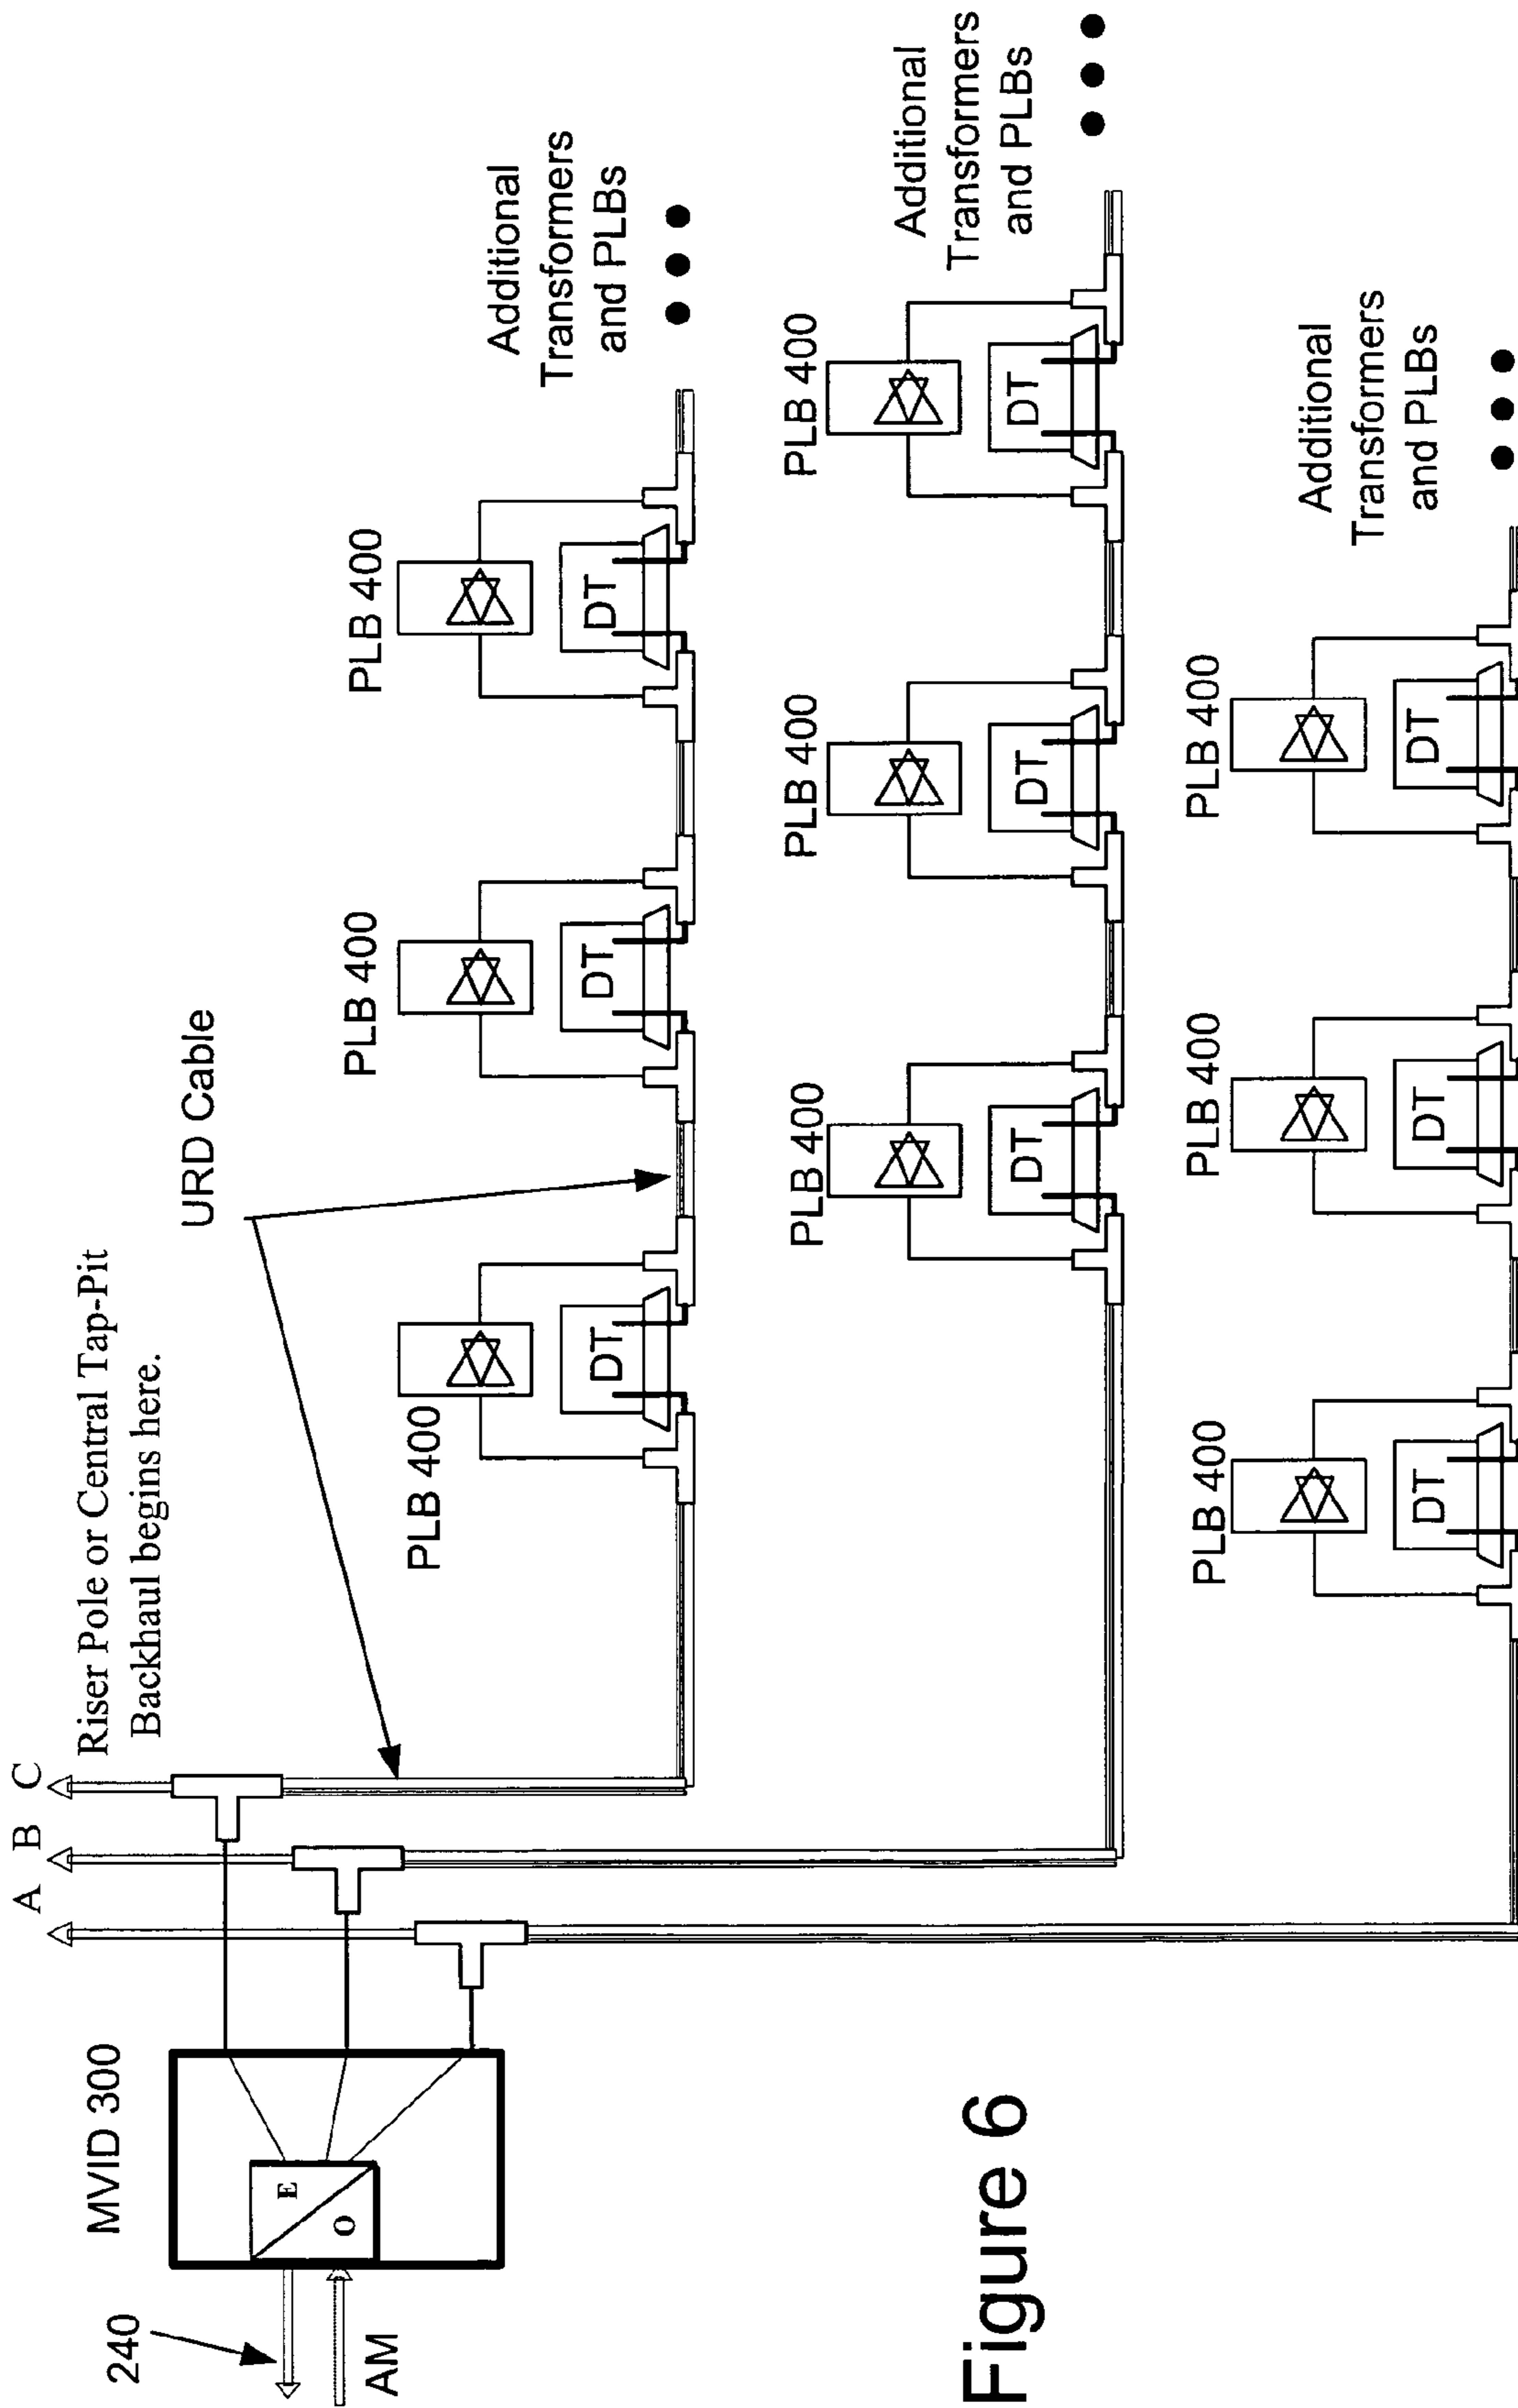 A
B
C
Riser Pole or Central Tap-Pit
Backhaul begins here.
MVID 300
240
AM
E
O
URD Cable
PLB 400
PLB 400
PLB 400
DT
DT
DT
Additional
Transformers
and PLBs
PLB 400
PLB 400
PLB 400
DT
DT
DT
Additional
Transformers
and PLBs
PLB 400
PLB 400
PLB 400
DT
DT
DT
Additional
Transformers
and PLBs
Figure 6